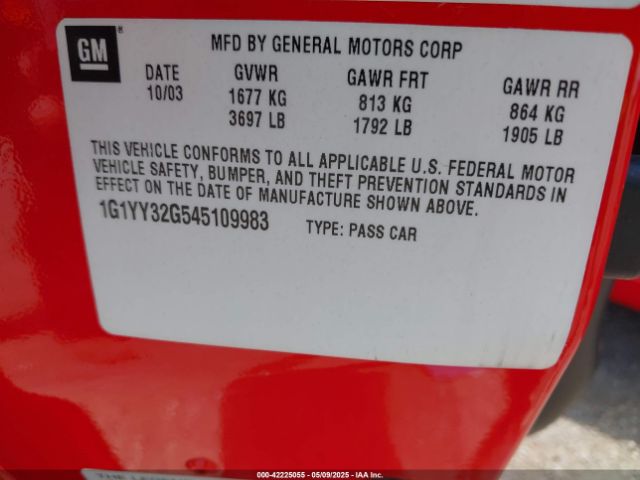 GM ®
MFD BY GENERAL MOTORS CORP
DATE GVWR GAWR FRT GAWR RR
10/03 1677 KG 813 KG 864 KG
3697 LB 1792 LB 1905 LB
THIS VEHICLE CONFORMS TO ALL APPLICABLE U.S. FEDERAL MOTOR
VEHICLE SAFETY, BUMPER, AND THEFT PREVENTION STANDARDS IN
EFFECT ON THE DATE OF MANUFACTURE SHOWN ABOVE.
1G1YY32G545109983 TYPE: PASS CAR
000-42225055 - 05/09/2025 - IAA Inc.